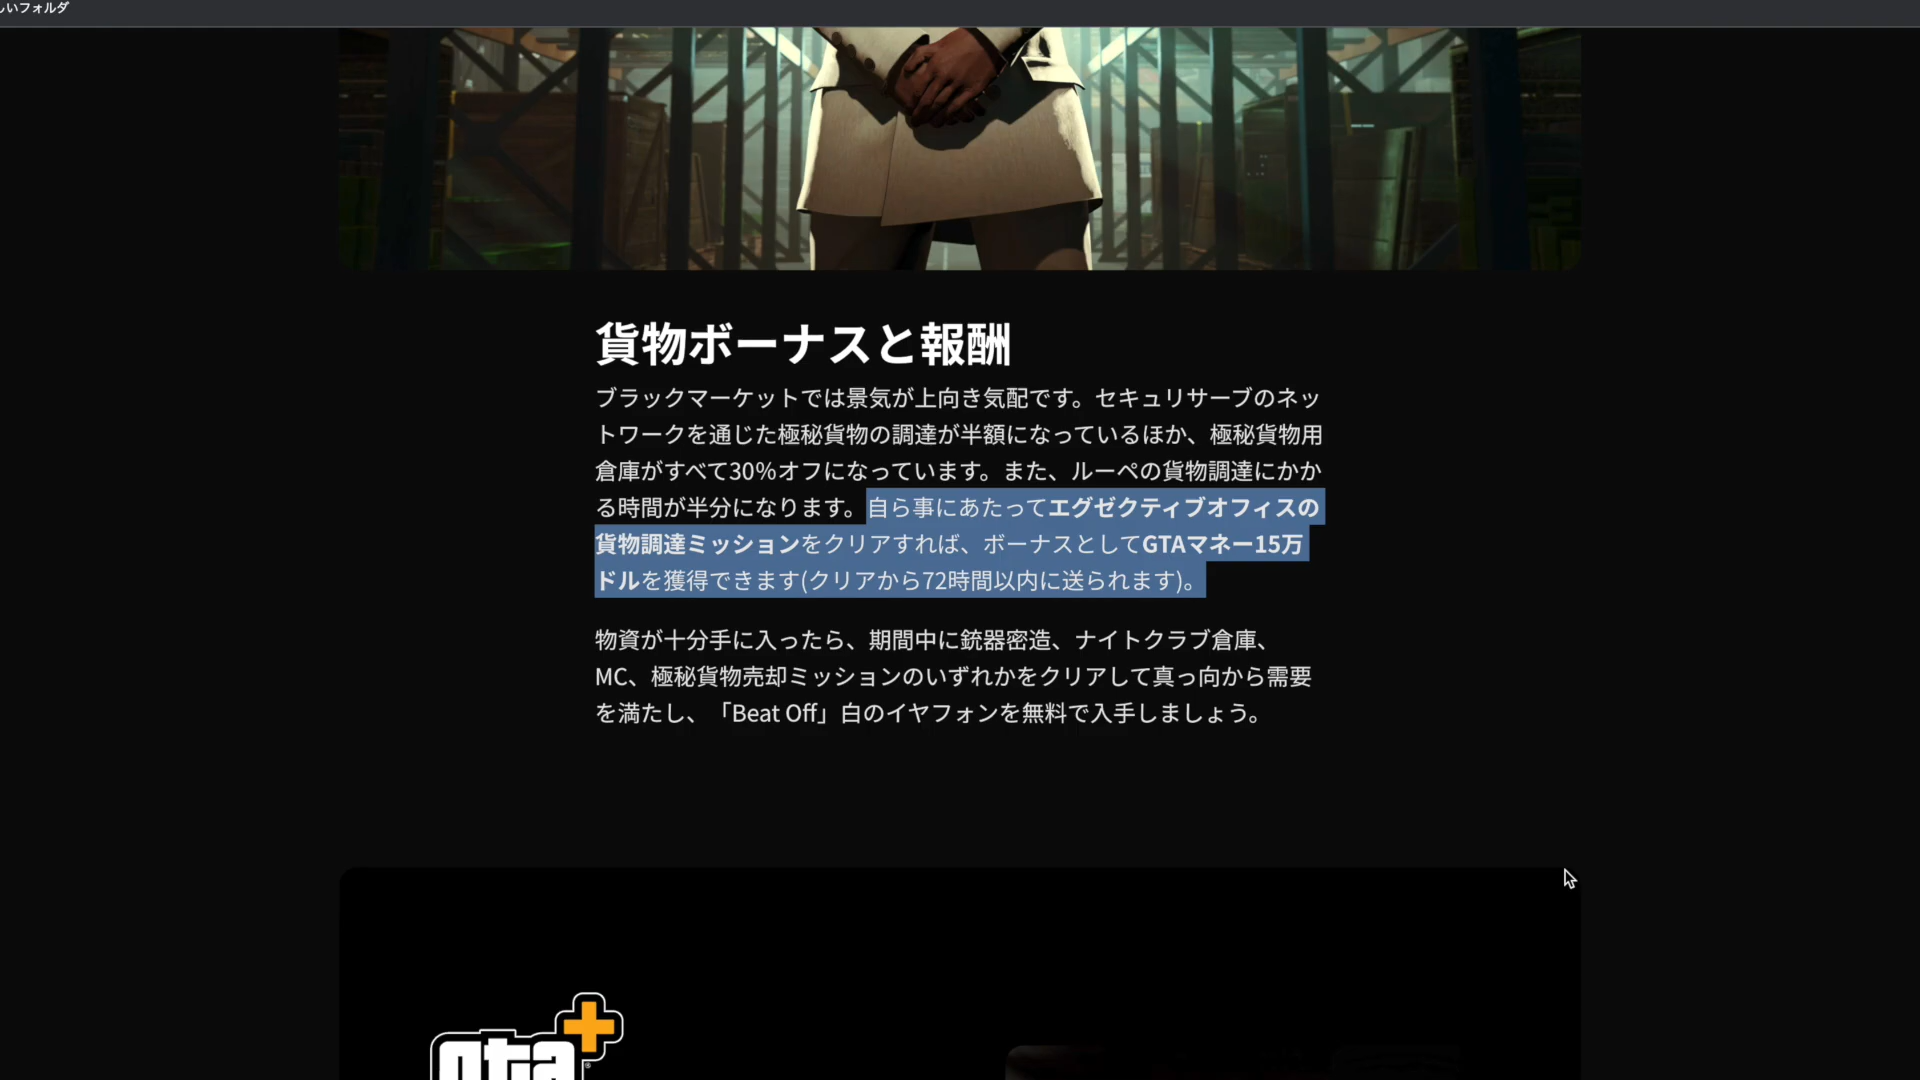 いフォルダ
貨物ボーナスと報酬
ブラックマーケットでは景気が上向き気配です。セキュリサーブのネッ
トワークを通じた極秘貨物の調達が半額になっているほか、極秘貨物用
倉庫がすべて30%オフになっています。また、ルーペの貨物調達にかか
る時間が半分になります。自ら事にあたってエグゼクティブオフィスの
貨物調達ミッションをクリアすれば、ボーナスとしてGTAマネー15万
ドルを獲得できます(クリアから72時間以内に送られます)。
物資が十分手に入ったら、期間中に銃器密造、ナイトクラブ倉庫、
MC、極秘貨物売却ミッションのいずれかをクリアして真っ向から需要
を満たし、「Beat Off」白のイヤフォンを無料で入手しましょう。
gta+